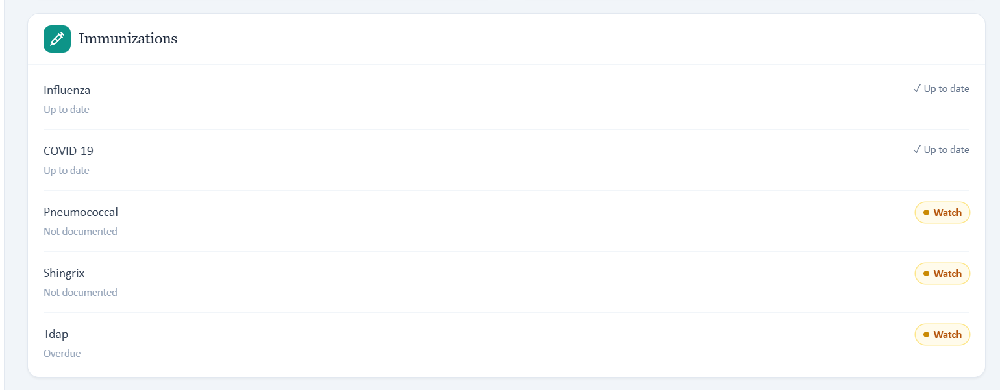 Immunizations
Influenza
✓ Up to date
Up to date
COVID-19
✓ Up to date
Up to date
Pneumococcal
Watch
Not documented
Shingrix
Watch
Not documented
Tdap
Watch
Overdue